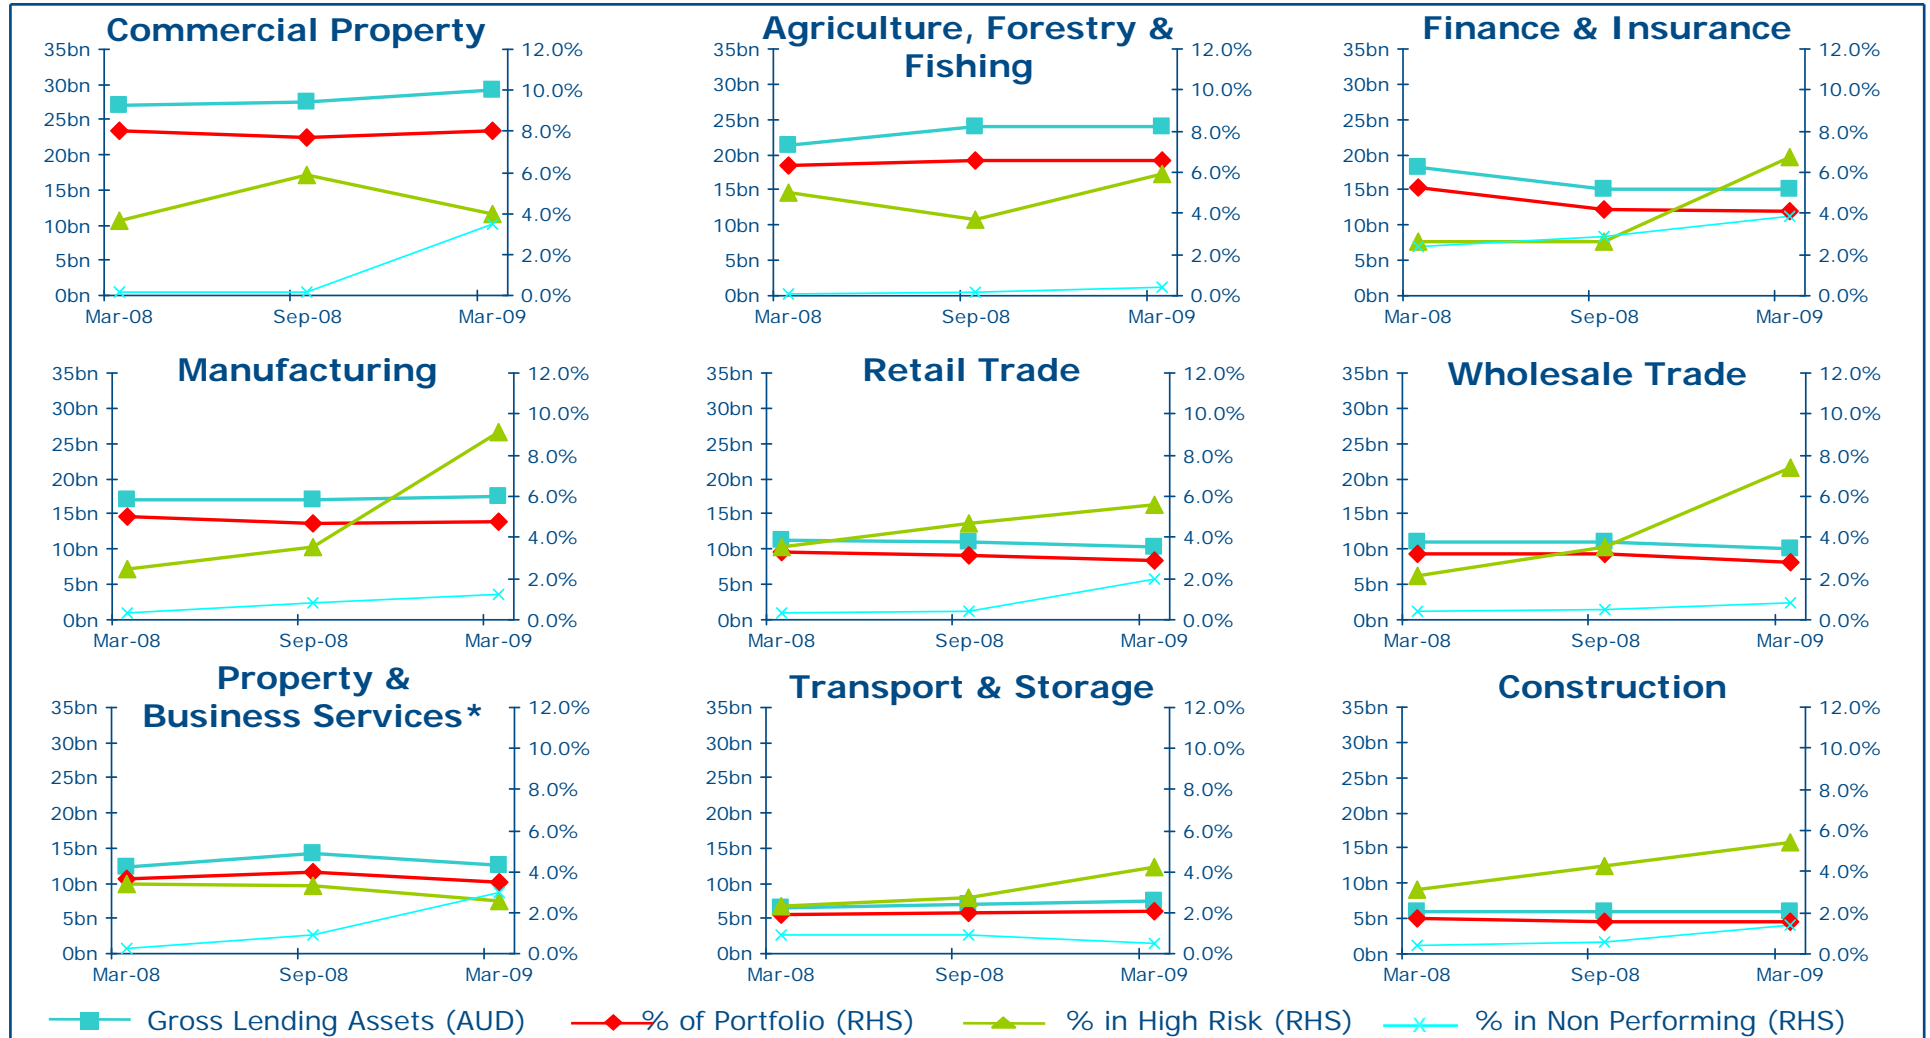 Commercial Property
35bn
30bn
25bn
20bn
15bn
10bn
5bn
0bn
12.0%
10.0%
8.0%
6.0%
4.0%
2.0%
0.0%
Mar-08 Sep-08 Mar-09
Agriculture, Forestry &
Fishing
35bn
30bn
25bn
20bn
15bn
10bn
5bn
0bn
12.0%
10.0%
8.0%
6.0%
4.0%
2.0%
0.0%
Mar-08 Sep-08 Mar-09
Finance & Insurance
35bn
30bn
25bn
20bn
15bn
10bn
5bn
0bn
12.0%
10.0%
8.0%
6.0%
4.0%
2.0%
0.0%
Mar-08 Sep-08 Mar-09
Manufacturing
35bn
30bn
25bn
20bn
15bn
10bn
5bn
0bn
12.0%
10.0%
8.0%
6.0%
4.0%
2.0%
0.0%
Mar-08 Sep-08 Mar-09
Retail Trade
35bn
30bn
25bn
20bn
15bn
10bn
5bn
0bn
12.0%
10.0%
8.0%
6.0%
4.0%
2.0%
0.0%
Mar-08 Sep-08 Mar-09
Wholesale Trade
35bn
30bn
25bn
20bn
15bn
10bn
5bn
0bn
12.0%
10.0%
8.0%
6.0%
4.0%
2.0%
0.0%
Mar-08 Sep-08 Mar-09
Property &
Business Services*
35bn
30bn
25bn
20bn
15bn
10bn
5bn
0bn
12.0%
10.0%
8.0%
6.0%
4.0%
2.0%
0.0%
Mar-08 Sep-08 Mar-09
Transport & Storage
35bn
30bn
25bn
20bn
15bn
10bn
5bn
0bn
12.0%
10.0%
8.0%
6.0%
4.0%
2.0%
0.0%
Mar-08 Sep-08 Mar-09
Construction
35bn
30bn
25bn
20bn
15bn
10bn
5bn
0bn
12.0%
10.0%
8.0%
6.0%
4.0%
2.0%
0.0%
Mar-08 Sep-08 Mar-09
Gross Lending Assets (AUD) % of Portfolio (RHS) % in High Risk (RHS) % in Non Performing (RHS)